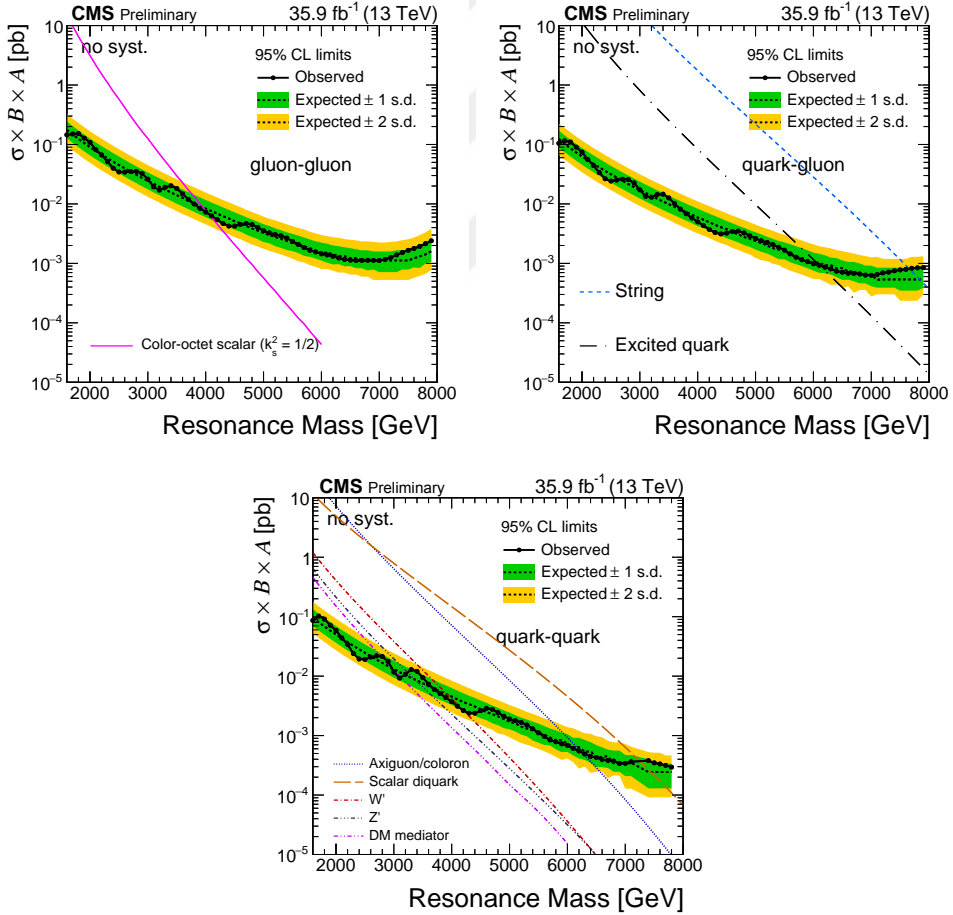 CMS Preliminary 35.9 fb⁻¹ (13 TeV)
no syst.
95% CL limits
Observed
Expected ± 1 s.d.
Expected ± 2 s.d.
gluon-gluon
Color-octet scalar (k²ₛ = 1/2)
σ × B × A [pb]
10
1
10⁻¹
10⁻²
10⁻³
10⁻⁴
10⁻⁵
2000 3000 4000 5000 6000 7000 8000
Resonance Mass [GeV]
CMS Preliminary 35.9 fb⁻¹ (13 TeV)
no syst.
95% CL limits
Observed
Expected ± 1 s.d.
Expected ± 2 s.d.
quark-gluon
String
Excited quark
σ × B × A [pb]
10
1
10⁻¹
10⁻²
10⁻³
10⁻⁴
10⁻⁵
2000 3000 4000 5000 6000 7000 8000
Resonance Mass [GeV]
CMS Preliminary 35.9 fb⁻¹ (13 TeV)
no syst.
95% CL limits
Observed
Expected ± 1 s.d.
Expected ± 2 s.d.
quark-quark
Axiguon/coloron
Scalar diquark
W'
Z'
DM mediator
σ × B × A [pb]
10
1
10⁻¹
10⁻²
10⁻³
10⁻⁴
10⁻⁵
2000 3000 4000 5000 6000 7000 8000
Resonance Mass [GeV]